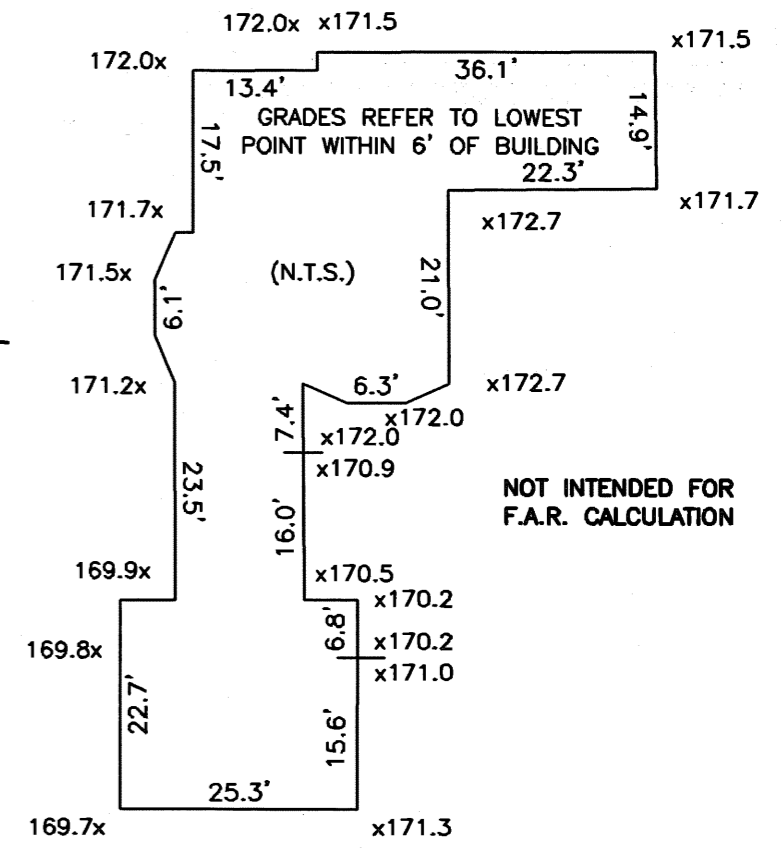 172.0x x171.5
x171.5
172.0x
36.1'
13.4'
GRADES REFER TO LOWEST
POINT WITHIN 6' OF BUILDING
14.9'
17.5'
22.3'
171.7x
x171.7
x172.7
171.5x
(N.T.S.)
21.0'
6.1'
171.2x
6.3'
x172.7
7.4'
x172.0
x172.0
x170.9
23.5'
NOT INTENDED FOR
F.A.R. CALCULATION
16.0'
169.9x
x170.5
x170.2
6.8'
x170.2
169.8x
x171.0
22.7'
15.6'
25.3'
169.7x
x171.3